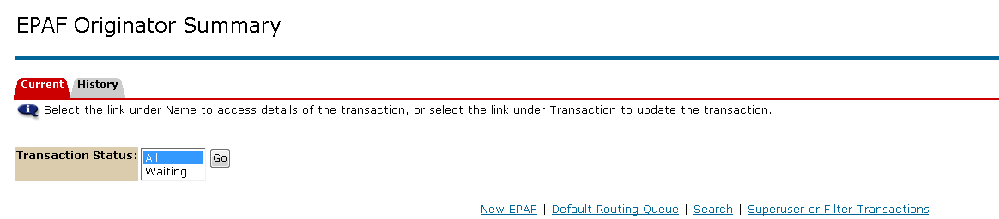 EPAF Originator Summary
Current History
Select the link under Name to access details of the transaction, or select the link under Transaction to update the transaction.
Transaction Status: All Go
Waiting
New EPAF | Default Routing Queue | Search | Superuser or Filter Transactions